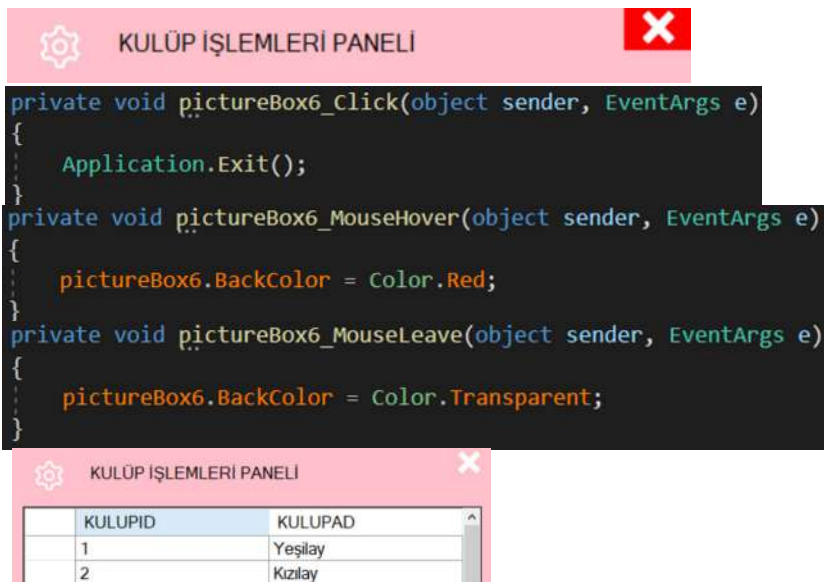 KULÜP İŞLEMLERİ PANELİ
private void pictureBox6_Click(object sender, EventArgs e)
{
Application.Exit();
}
private void pictureBox6_MouseHover(object sender, EventArgs e)
{
pictureBox6.BackColor = Color.Red;
}
private void pictureBox6_MouseLeave(object sender, EventArgs e)
{
pictureBox6.BackColor = Color.Transparent;
}
KULÜP İŞLEMLERİ PANELİ
KULUPID KULUPAD
1 Yeşilay
2 Kızılay